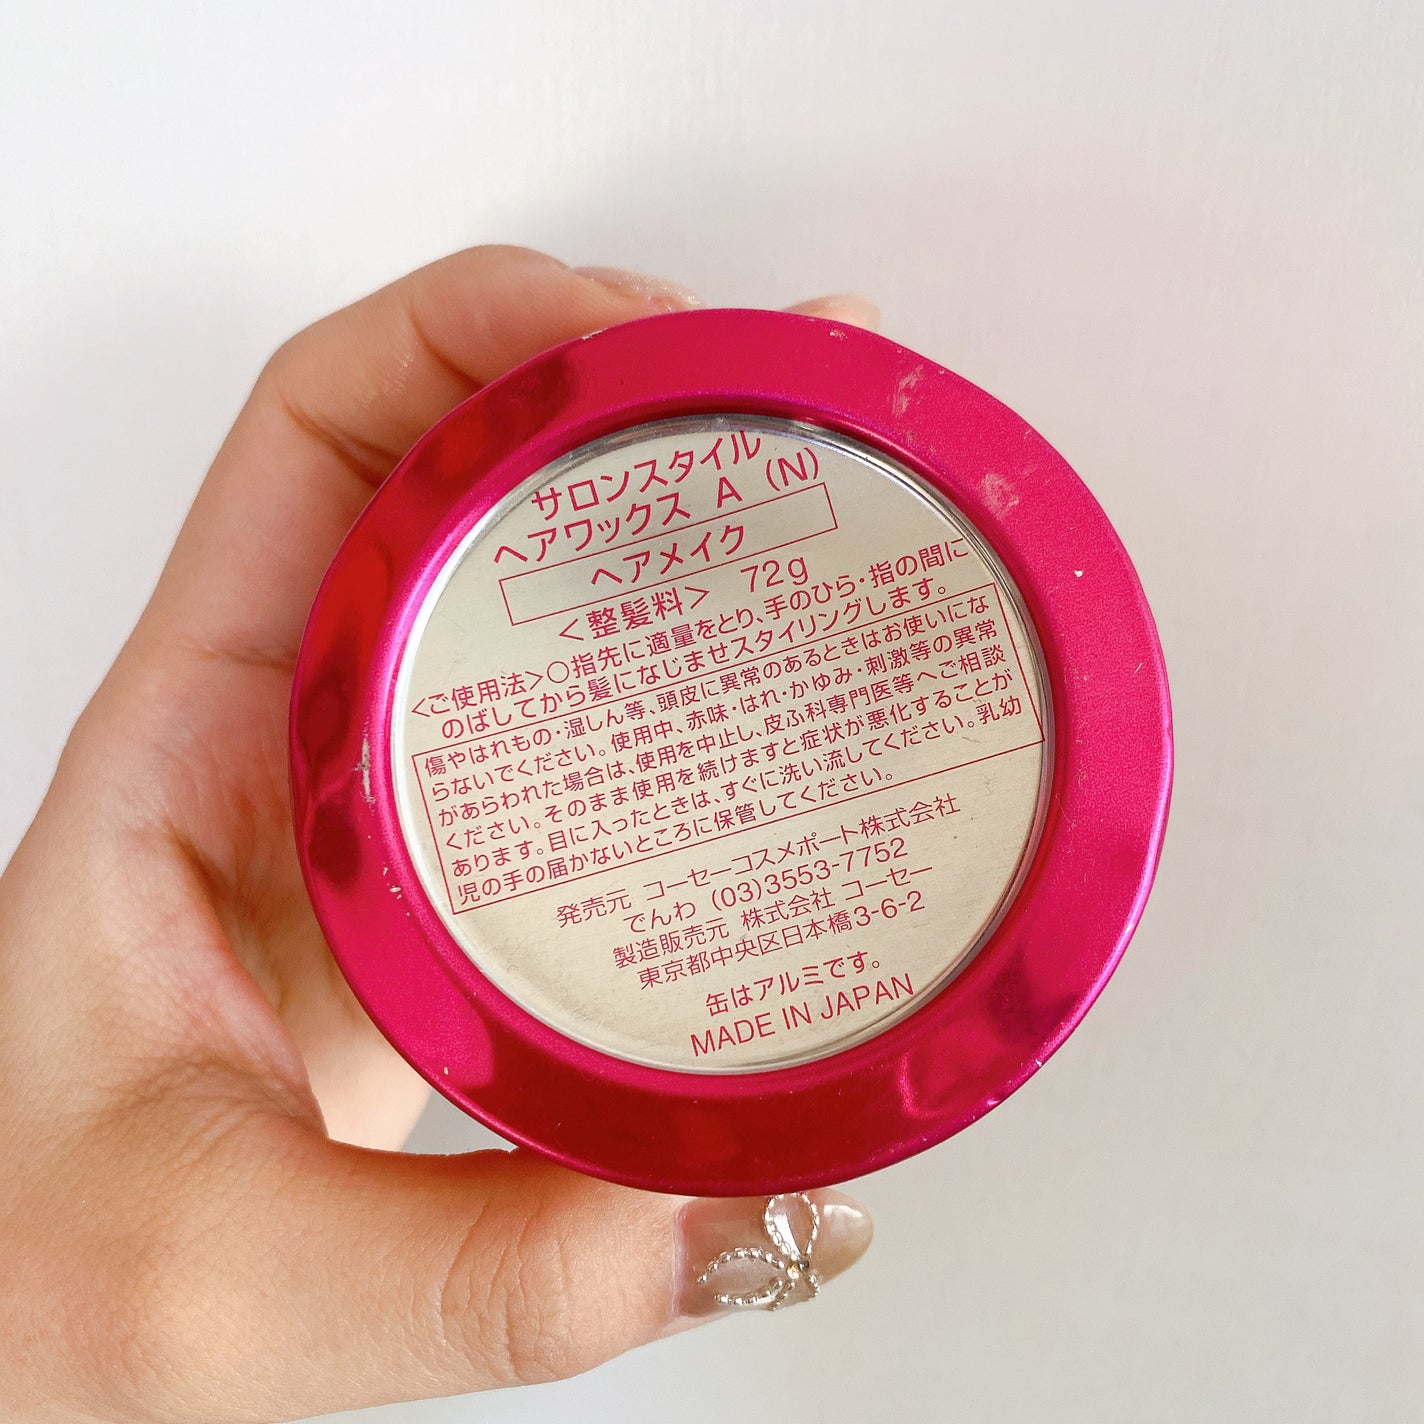 サロンスタイル
ヘアワックス A (N)
ヘアメイク
<整髪料> 72g
<ご使用法>○指先に適量をとり、手のひら・指の間に
のばしてから髪になじませスタイリングします。
傷やはれもの・湿しん等、頭皮に異常のあるときはお使いにな
らないでください。使用中、赤味・はれ・かゆみ・刺激等の異常
があらわれた場合は、使用を中止し、皮ふ科専門医等へご相談
ください。そのまま使用を続けますと症状が悪化することが
あります。目に入ったときは、すぐに洗い流してください。乳幼
児の手の届かないところに保管してください。
発売元 コーセーコスメポート株式会社
でんわ (03)3553-7752
製造販売元 株式会社 コーセー
東京都中央区日本橋3-6-2
缶はアルミです。
MADE IN JAPAN